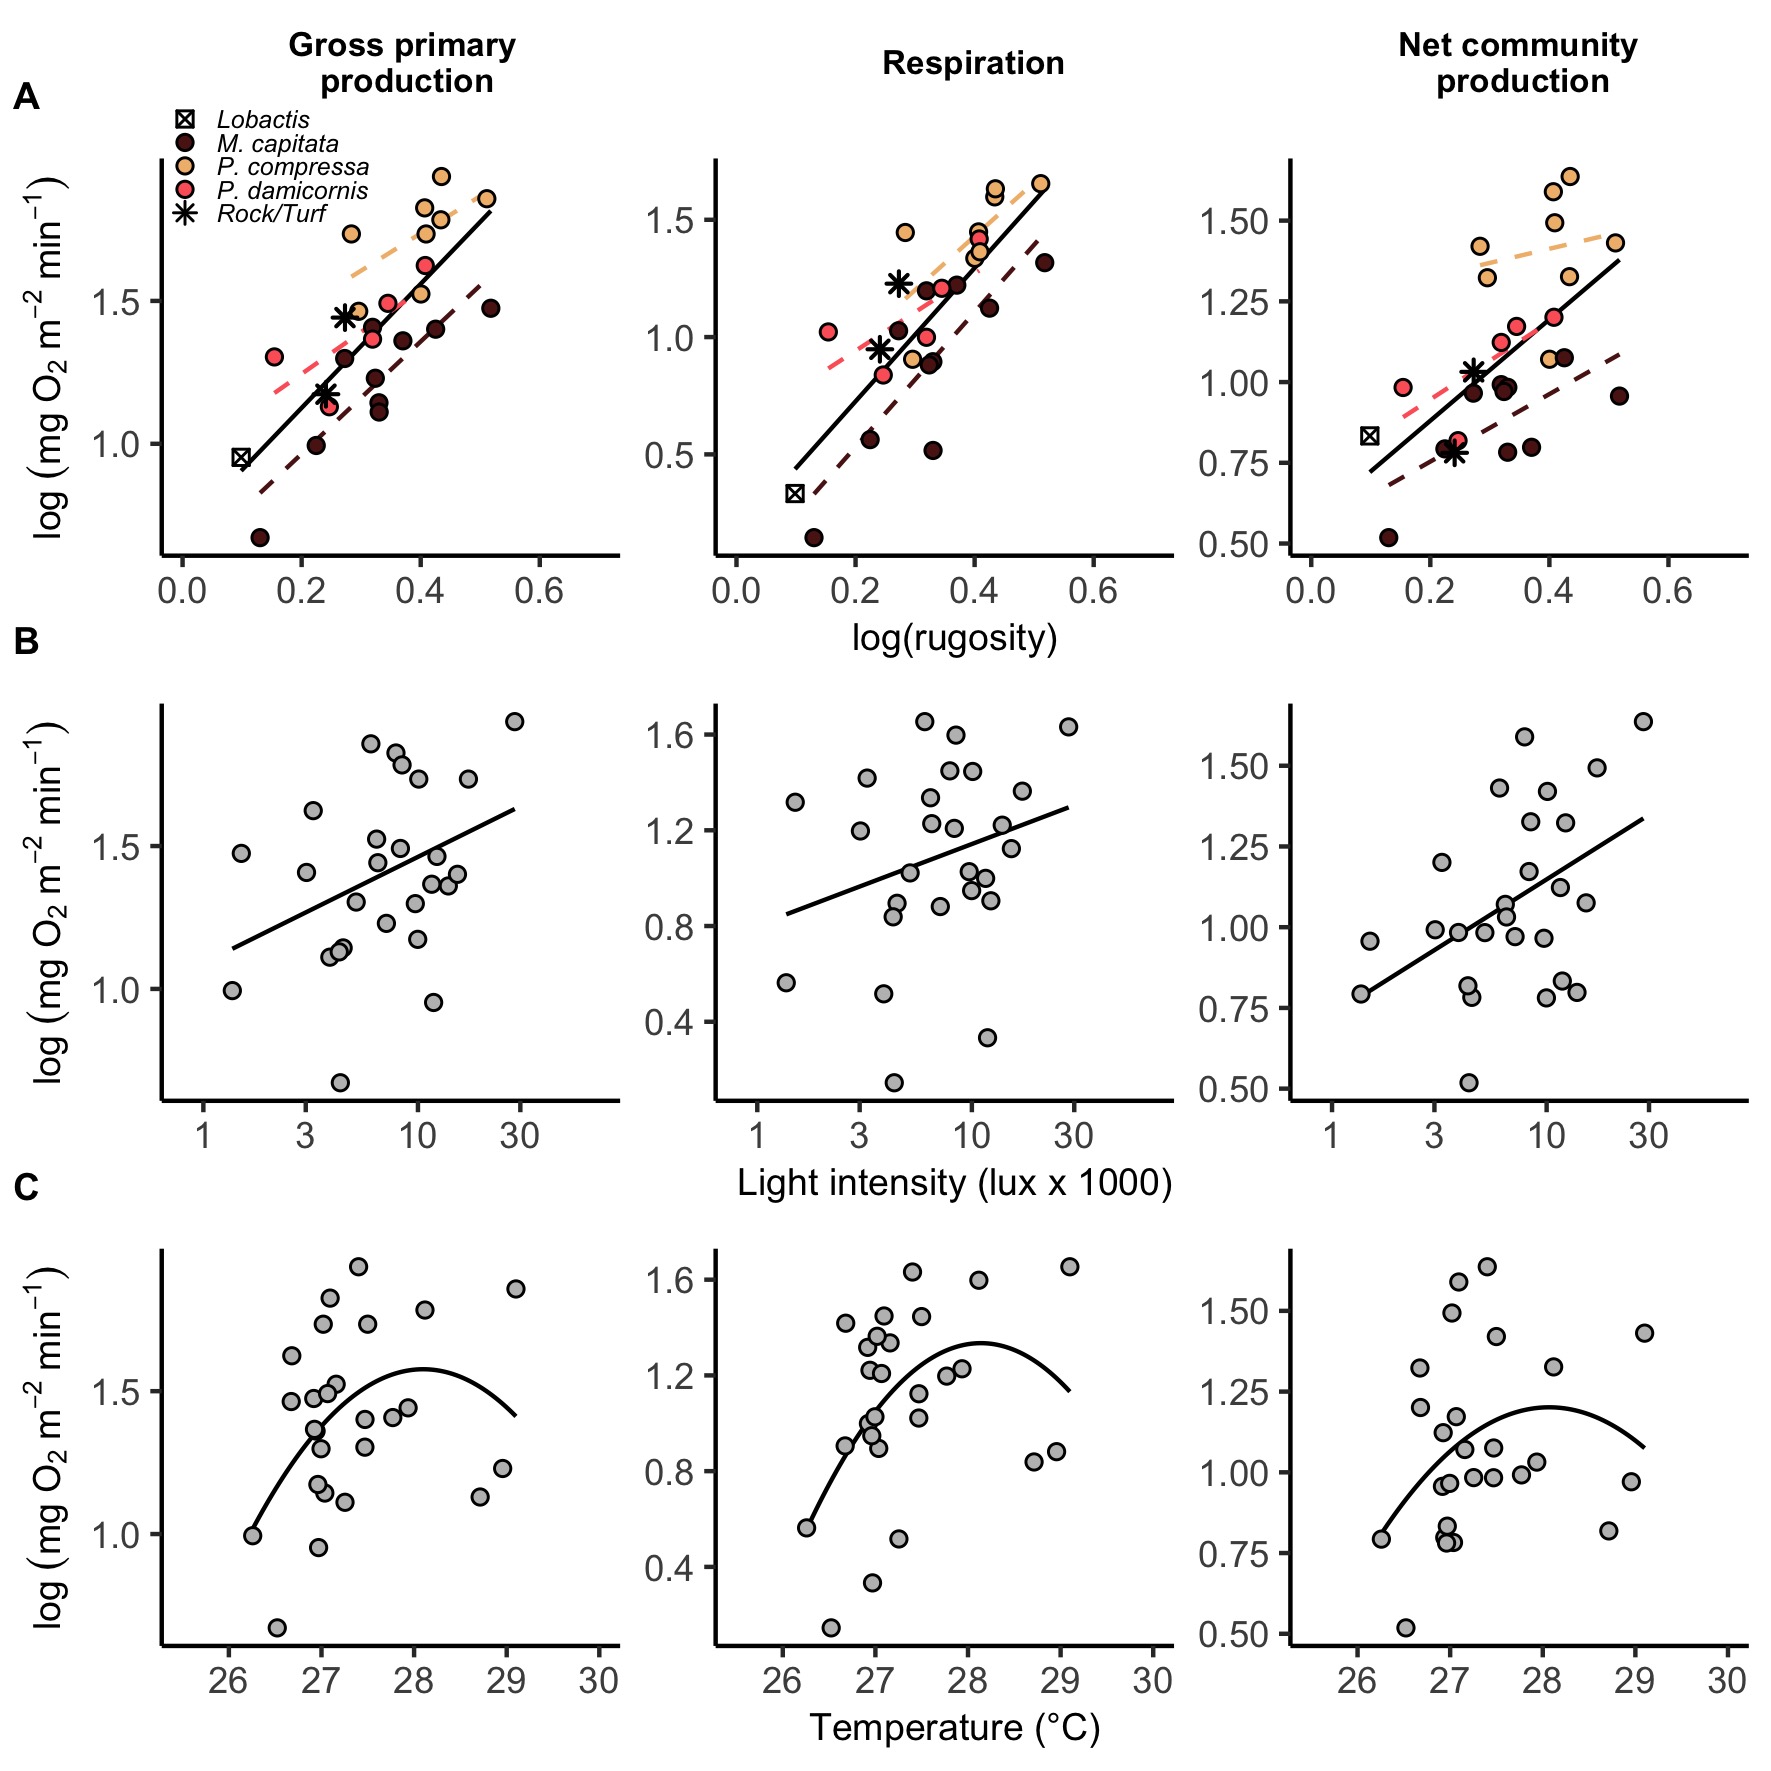 Gross primary
production
Respiration
Net community
production
A
Lobactis
M. capitata
P. compressa
P. damicornis
Rock/Turf
log (mg O₂ m⁻² min⁻¹)
1.5
1.0
0.0 0.2 0.4 0.6
1.5
1.0
0.5
0.0 0.2 0.4 0.6
1.50
1.25
1.00
0.75
0.50
0.0 0.2 0.4 0.6
log(rugosity)
B
log (mg O₂ m⁻² min⁻¹)
1.5
1.0
1 3 10 30
1.6
1.2
0.8
0.4
1 3 10 30
1.50
1.25
1.00
0.75
0.50
1 3 10 30
Light intensity (lux x 1000)
C
log (mg O₂ m⁻² min⁻¹)
1.5
1.0
26 27 28 29 30
1.6
1.2
0.8
0.4
26 27 28 29 30
1.50
1.25
1.00
0.75
0.50
26 27 28 29 30
Temperature (°C)